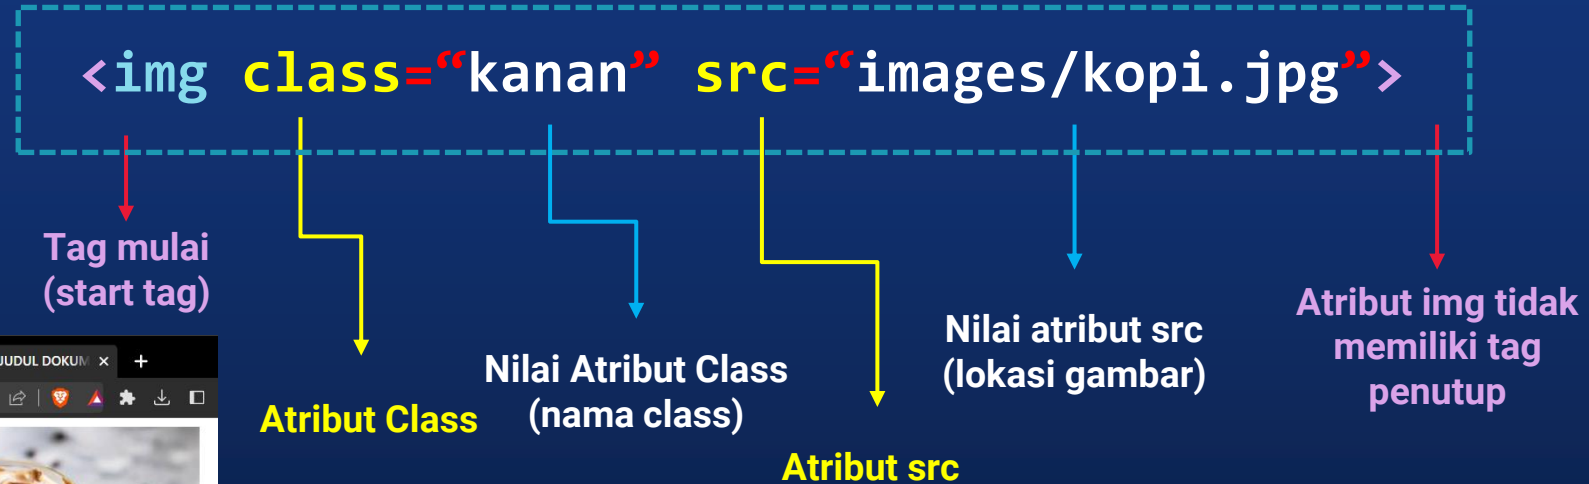 <img class=“kanan” src=“images/kopi.jpg”>
Tag mulai
(start tag)
Atribut Class
Nilai Atribut Class
(nama class)
Atribut src
Nilai atribut src
(lokasi gambar)
Atribut img tidak
memiliki tag
penutup
JUDUL DOKUM